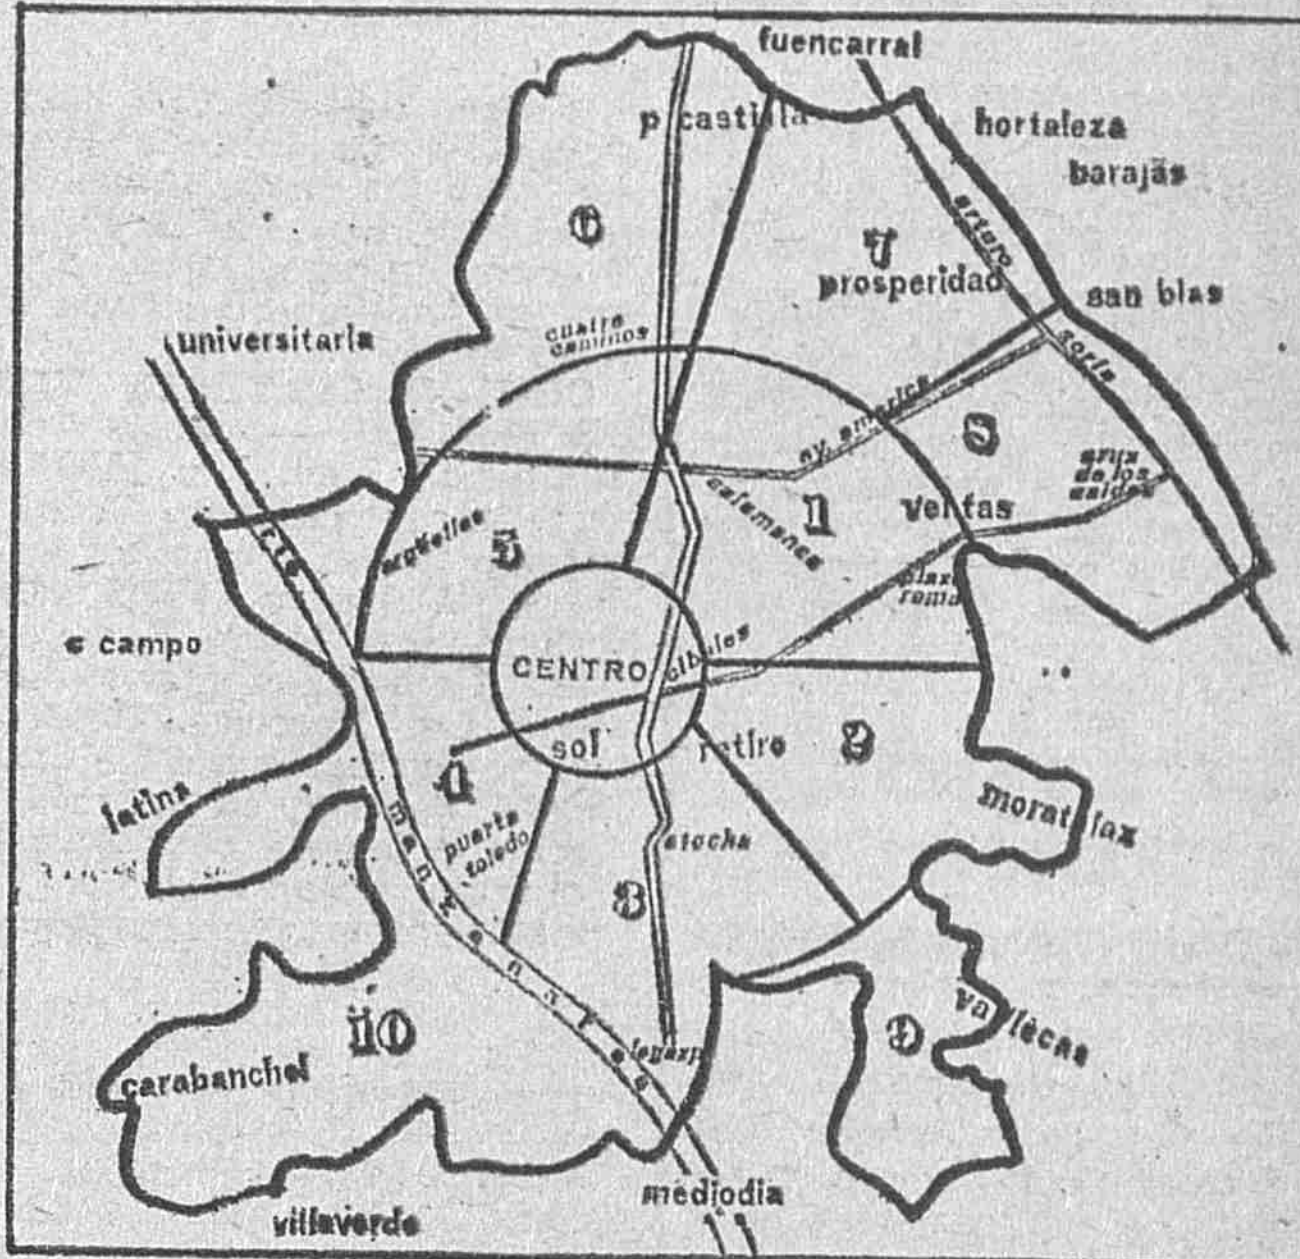 fuencarral
p castilla
hortaleza
barajas
6
7
arturo
prosperidad
san blas
universitaria
cuatro
caminos
soria
av. america
8
cruz
de los
caidos
salamanca
1
ventas
arguelles
5
rio
plaza
roma
c campo
CENTRO
cibeles
sol
retiro
2
4
latina
moratalaz
manzanares
puerta
toledo
atocha
3
vallecas
10
9
legazpi
carabanchel
mediodia
villaverde